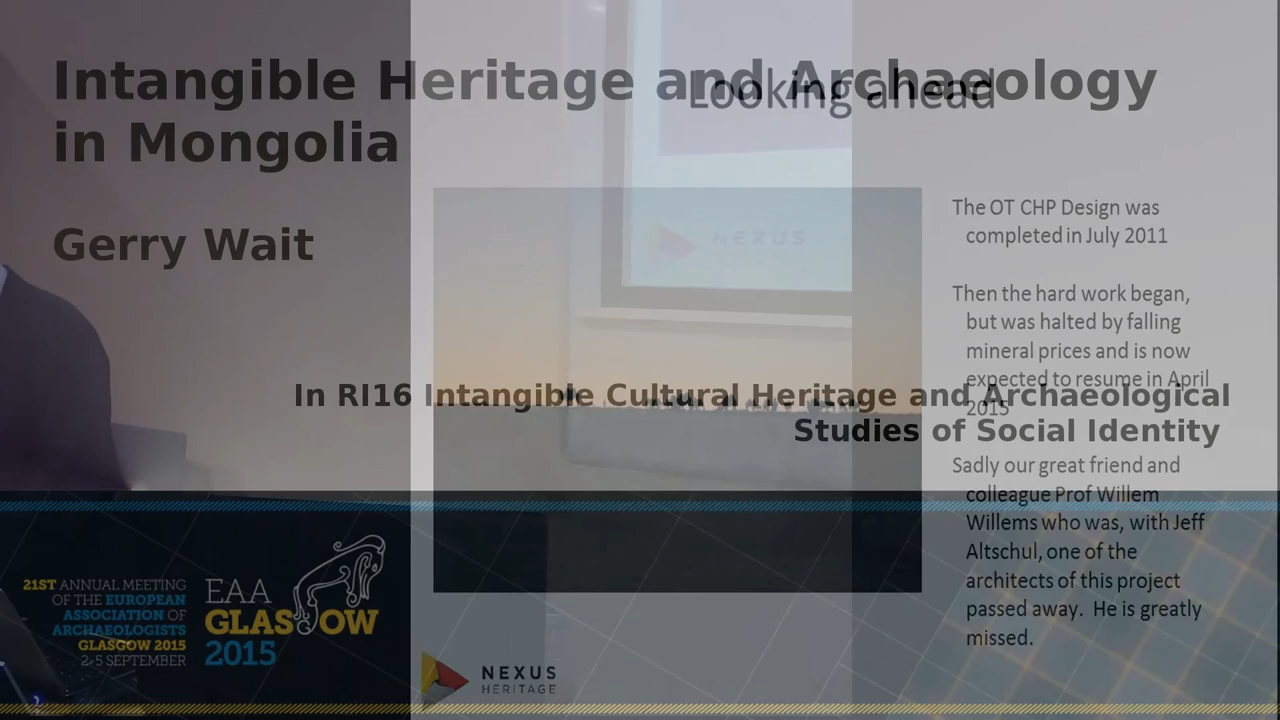 Intangible Heritage and Archaeology
in Mongolia
Looking ahead
Gerry Wait
NEXUS
The OT CHP Design was
completed in July 2011
Then the hard work began,
but was halted by falling
mineral prices and is now
expected to resume in April
2015
In RI16 Intangible Cultural Heritage and Archaeological
Studies of Social Identity
Sadly our great friend and
colleague Prof Willem
Willems who was, with Jeff
Altschul, one of the
architects of this project
passed away. He is greatly
missed.
21ST ANNUAL MEETING
OF THE EUROPEAN
ASSOCIATION OF
ARCHAEOLOGISTS
GLASGOW 2015
2-5 SEPTEMBER
EAA
GLASGOW
2015
NEXUS
HERITAGE